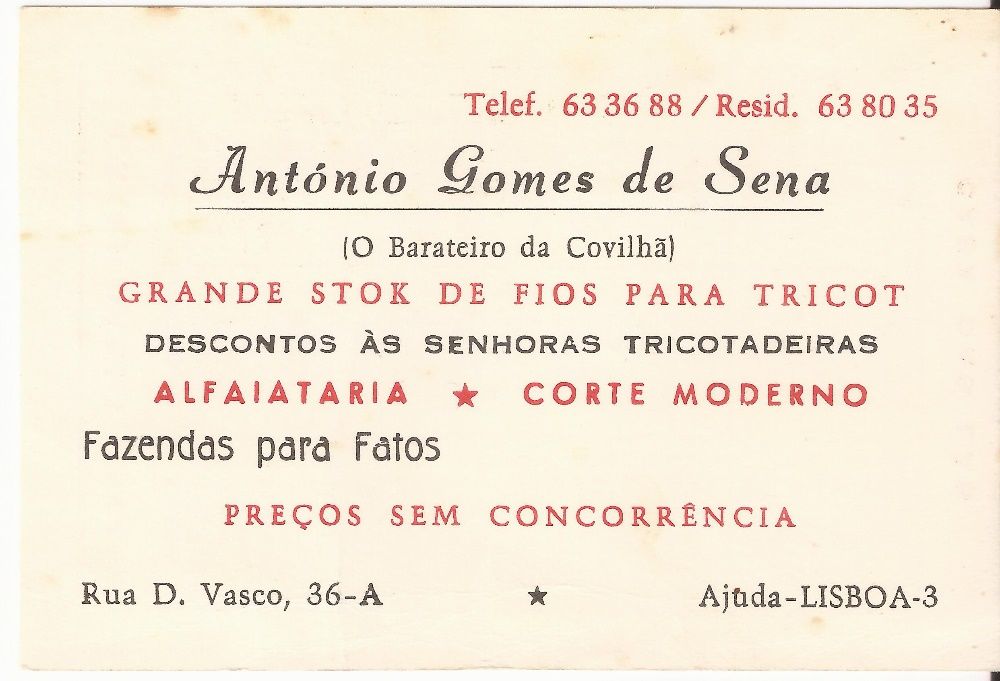 Telef. 63 36 88 / Resid. 63 80 35
António Gomes de Sena
(O Barateiro da Covilhã)
GRANDE STOK DE FIOS PARA TRICOT
DESCONTOS ÀS SENHORAS TRICOTADEIRAS
ALFAIATARIA ★ CORTE MODERNO
Fazendas para Fatos
PREÇOS SEM CONCORRÊNCIA
Rua D. Vasco, 36-A ★ Ajuda-LISBOA-3